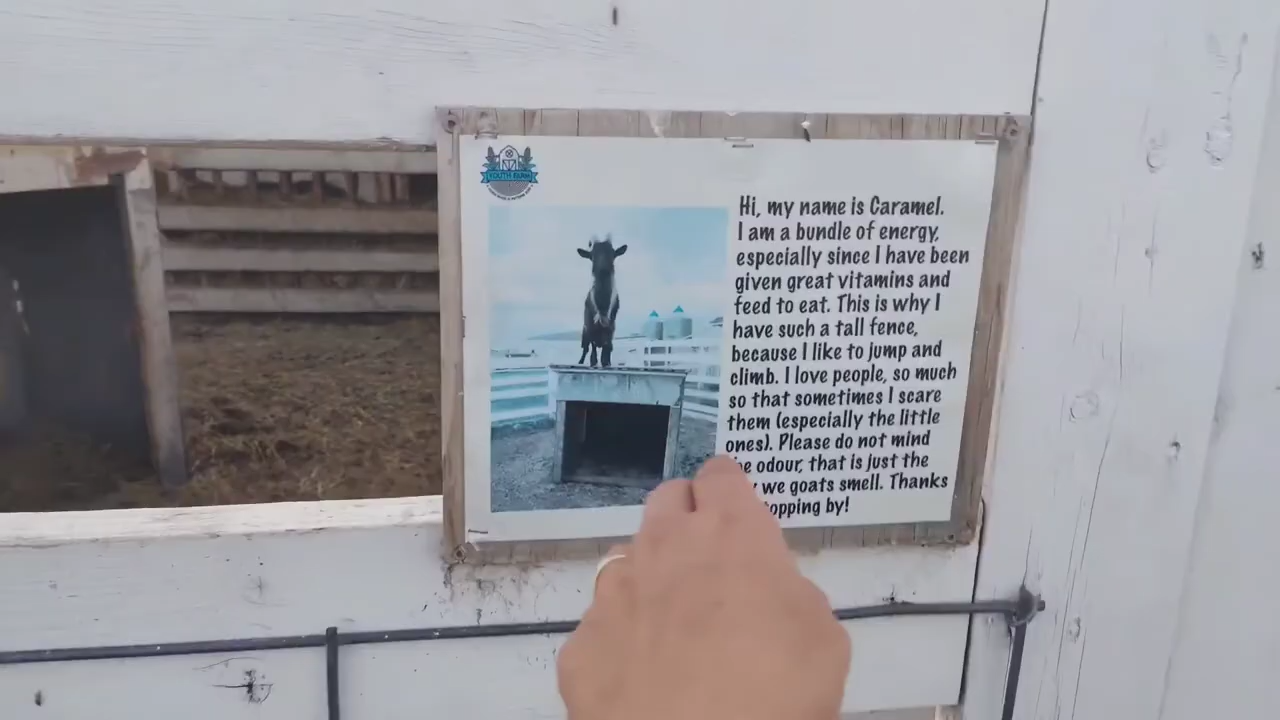 YOUTH FARM
Hi, my name is Caramel.
I am a bundle of energy,
especially since I have been
given great vitamins and
feed to eat. This is why I
have such a tall fence,
because I like to jump and
climb. I love people, so much
so that sometimes I scare
them (especially the little
ones). Please do not mind
odour, that is just the
we goats smell. Thanks
by!